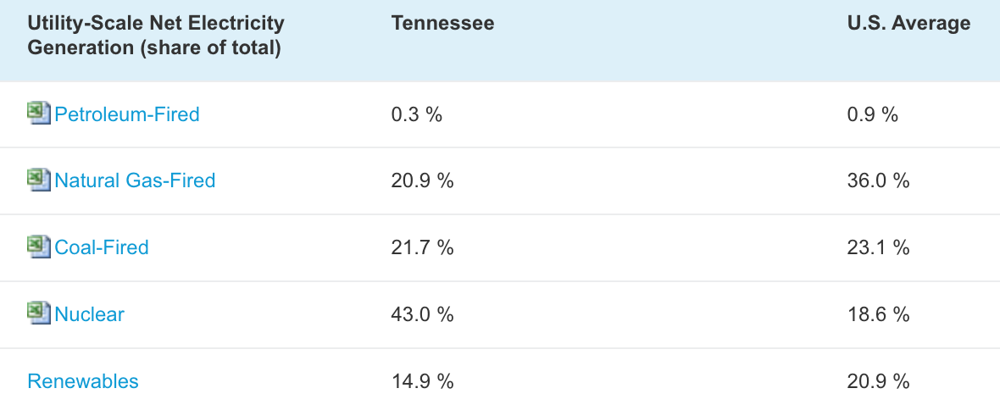 Utility-Scale Net Electricity
Generation (share of total)
Tennessee
U.S. Average
Petroleum-Fired 0.3 % 0.9 %
Natural Gas-Fired 20.9 % 36.0 %
Coal-Fired 21.7 % 23.1 %
Nuclear 43.0 % 18.6 %
Renewables 14.9 % 20.9 %